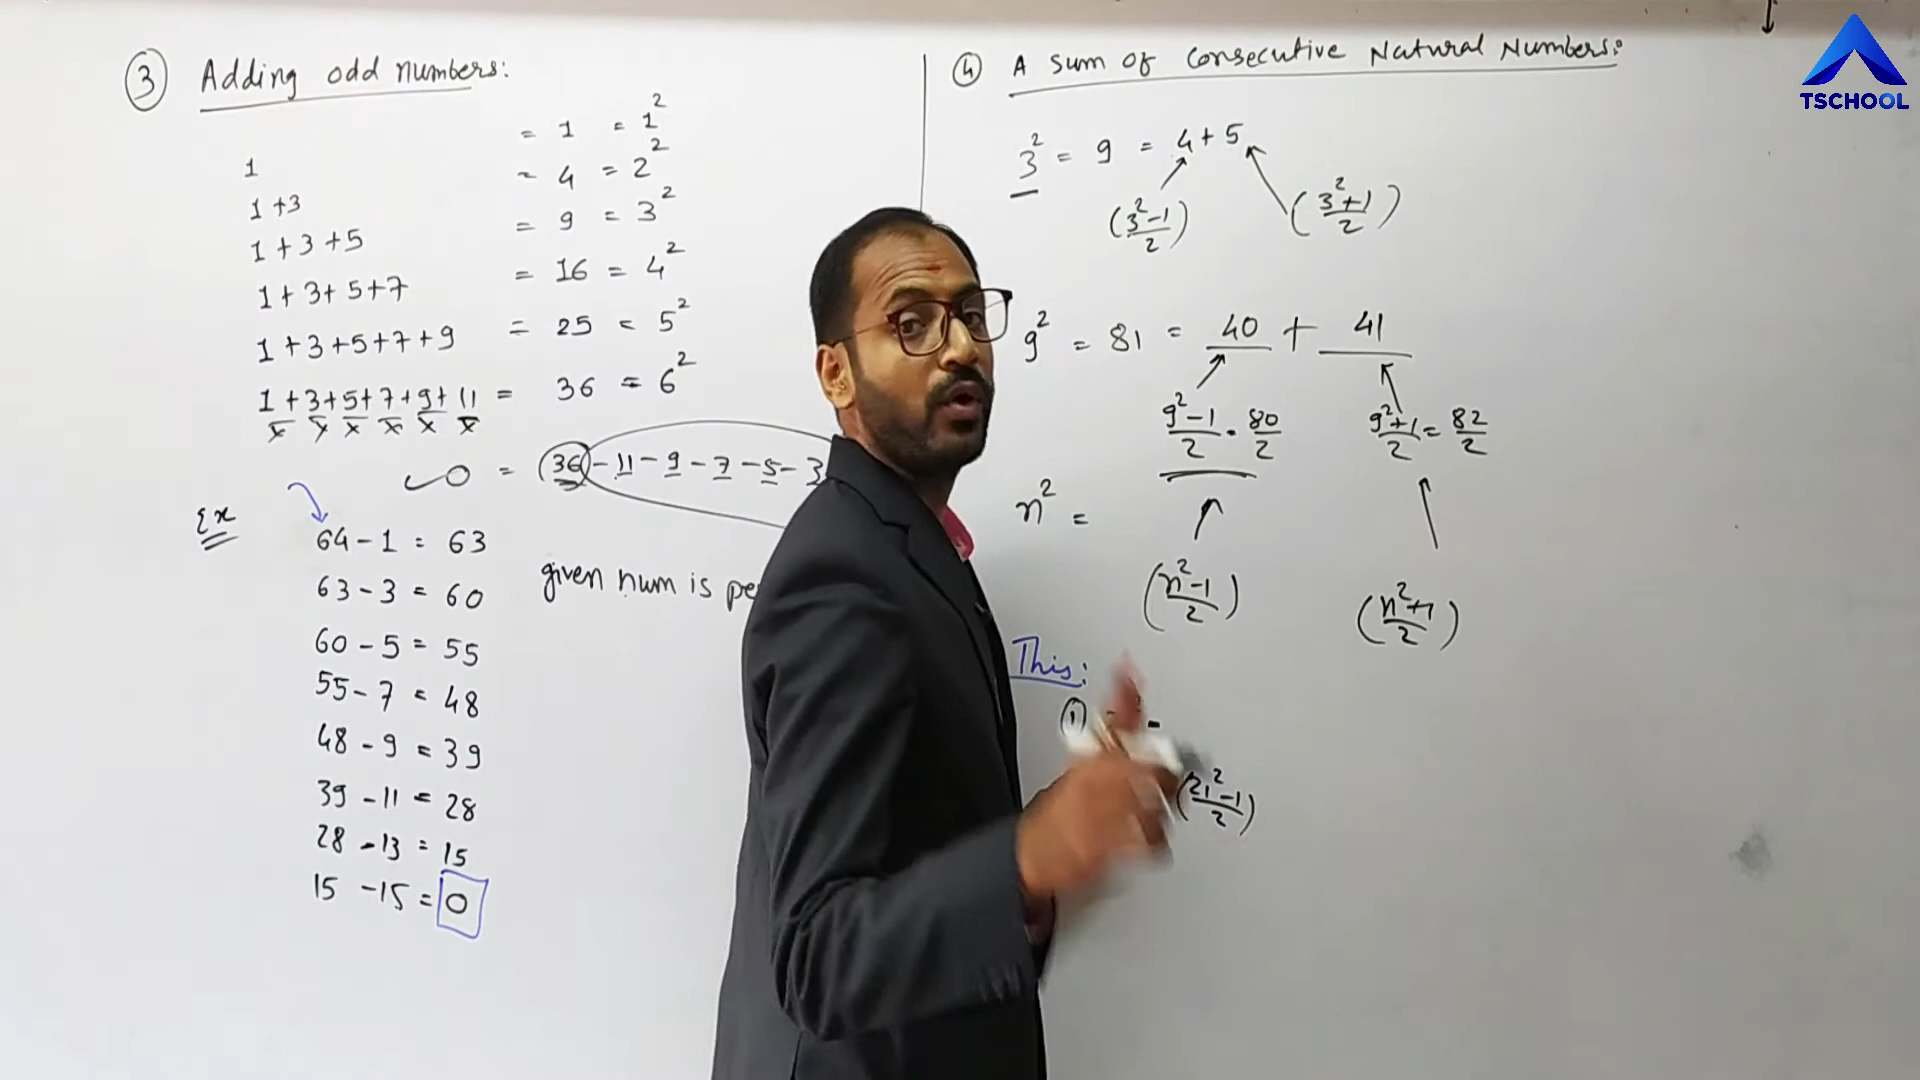 ③ Adding odd numbers:
1 = 1 = 1²
1+3 = 4 = 2²
1+3+5 = 9 = 3²
1+3+5+7 = 16 = 4²
1+3+5+7+9 = 25 = 5²
1+3+5+7+9+11 = 36 = 6²
0 = (36)-11-9-7-5-3
Ex
64-1 = 63
63-3 = 60
60-5 = 55
55-7 = 48
48-9 = 39
39-11 = 28
28-13 = 15
15-15 = 0
given num is
④ A sum of Consecutive Natural Numbers:
3² = 9 = 4+5
(3²-1/2) (3²+1/2)
9² = 81 = 40 + 41
9²-1/2 = 80/2 9²+1/2 = 82/2
n² =
(n²-1/2) (n²+1/2)
This:
①
(21²-1/2)
TSCHOOL